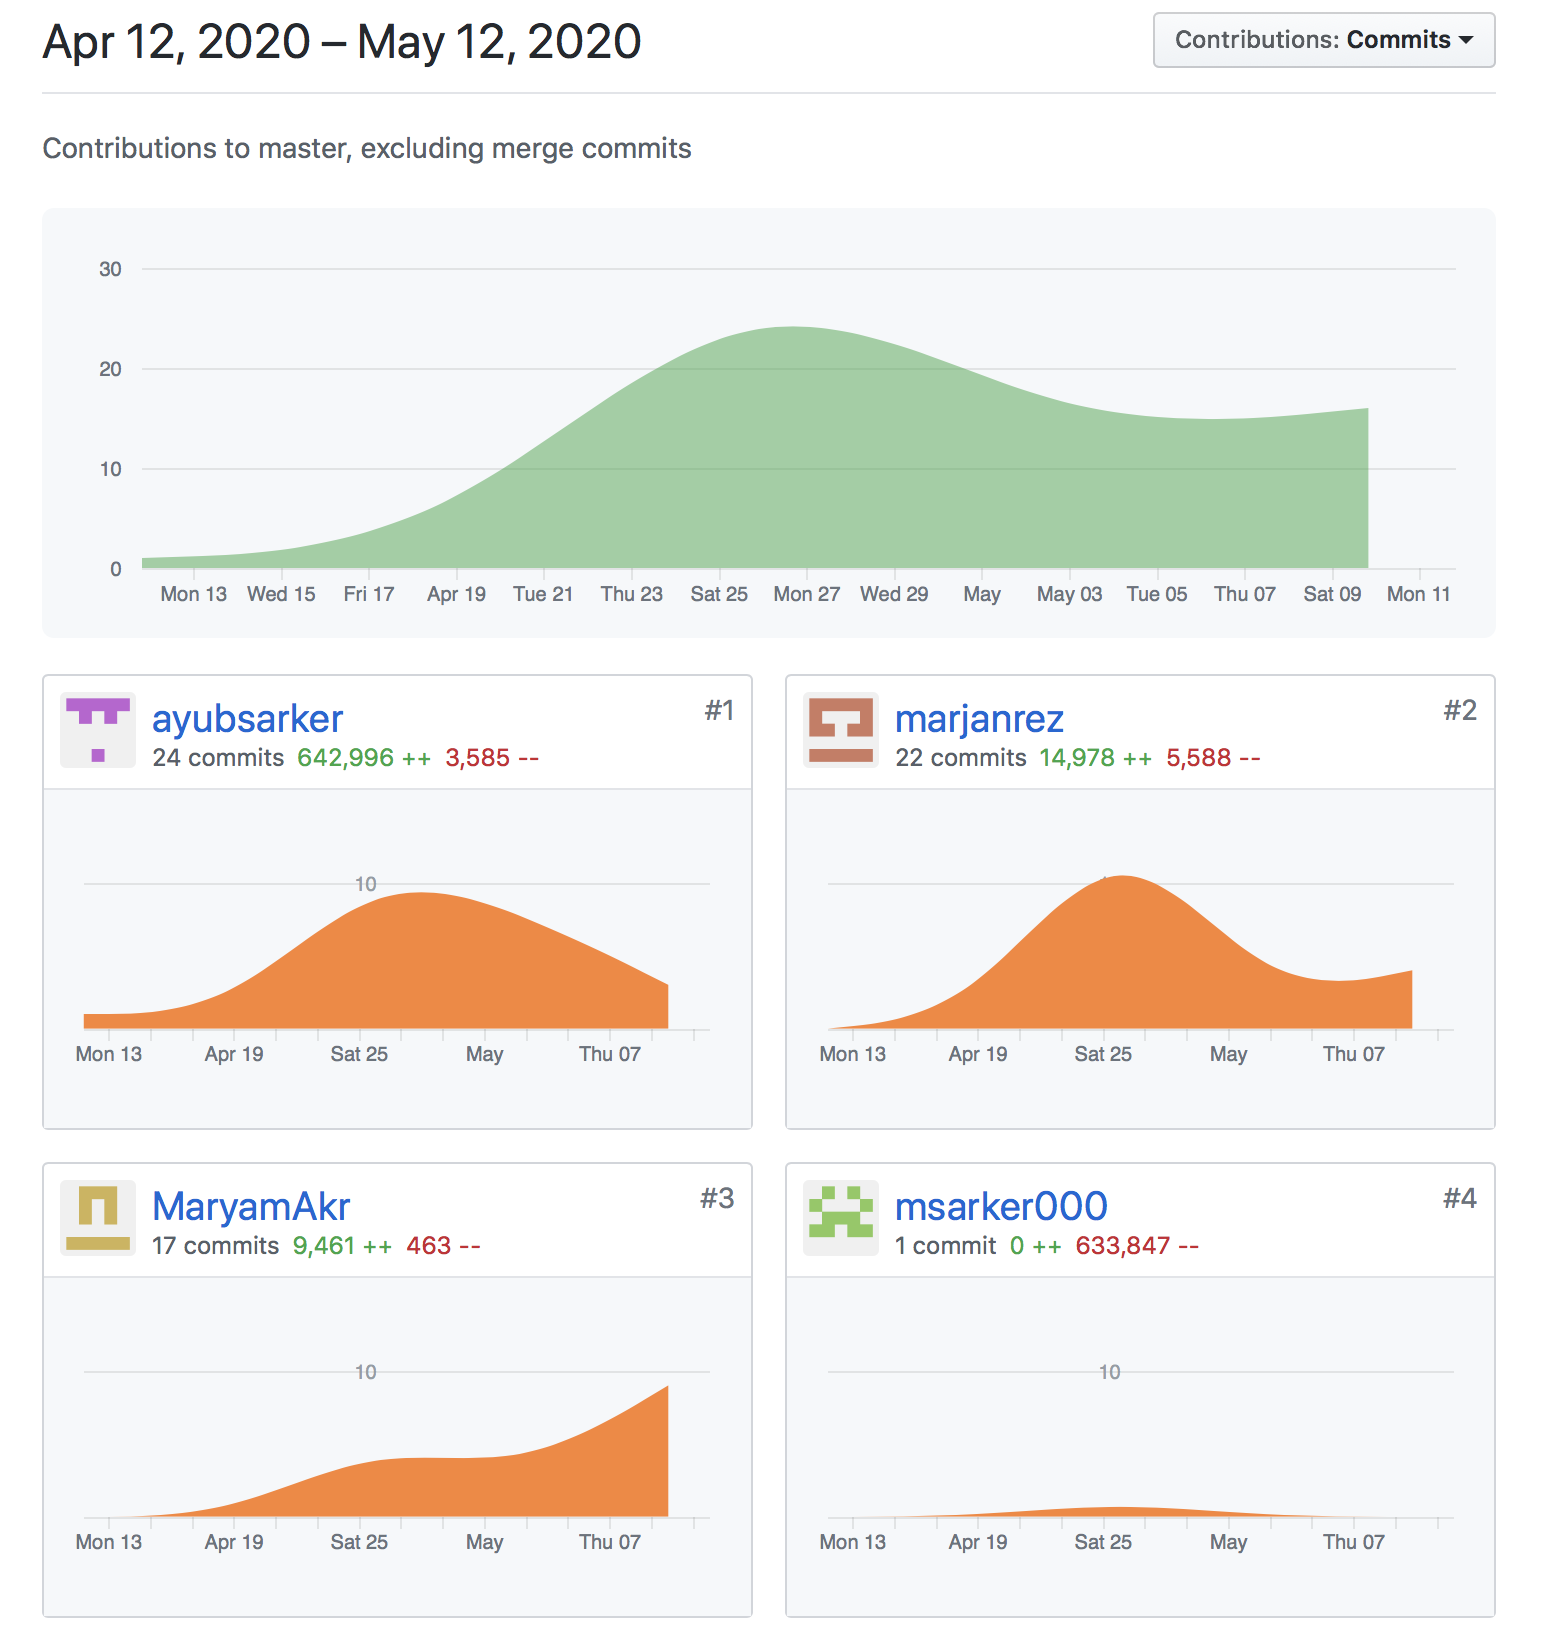 Apr 12, 2020 – May 12, 2020
Contributions: Commits
Contributions to master, excluding merge commits
30
20
10
0
Mon 13 Wed 15 Fri 17 Apr 19 Tue 21 Thu 23 Sat 25 Mon 27 Wed 29 May May 03 Tue 05 Thu 07 Sat 09 Mon 11
ayubsarker #1
24 commits 642,996 ++ 3,585 --
10
Mon 13 Apr 19 Sat 25 May Thu 07
marjanrez #2
22 commits 14,978 ++ 5,588 --
Mon 13 Apr 19 Sat 25 May Thu 07
MaryamAkr #3
17 commits 9,461 ++ 463 --
10
Mon 13 Apr 19 Sat 25 May Thu 07
msarker000 #4
1 commit 0 ++ 633,847 --
10
Mon 13 Apr 19 Sat 25 May Thu 07